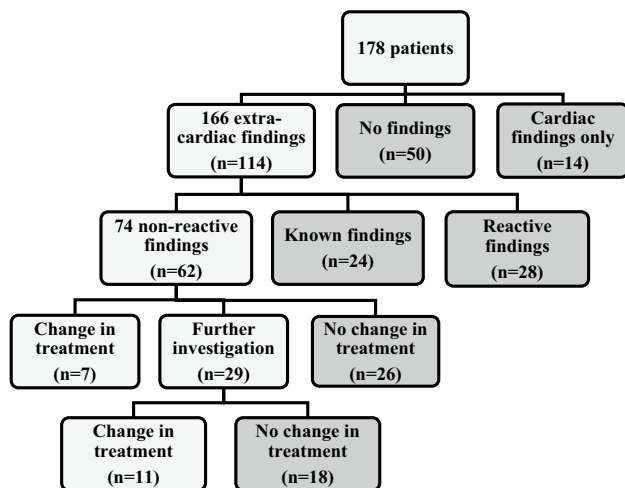 178 patients
166 extra-
cardiac findings
(n=114)
No findings
(n=50)
Cardiac
findings only
(n=14)
74 non-reactive
findings
(n=62)
Known findings
(n=24)
Reactive
findings
(n=28)
Change in
treatment
(n=7)
Further
investigation
(n=29)
No change in
treatment
(n=26)
Change in
treatment
(n=11)
No change in
treatment
(n=18)